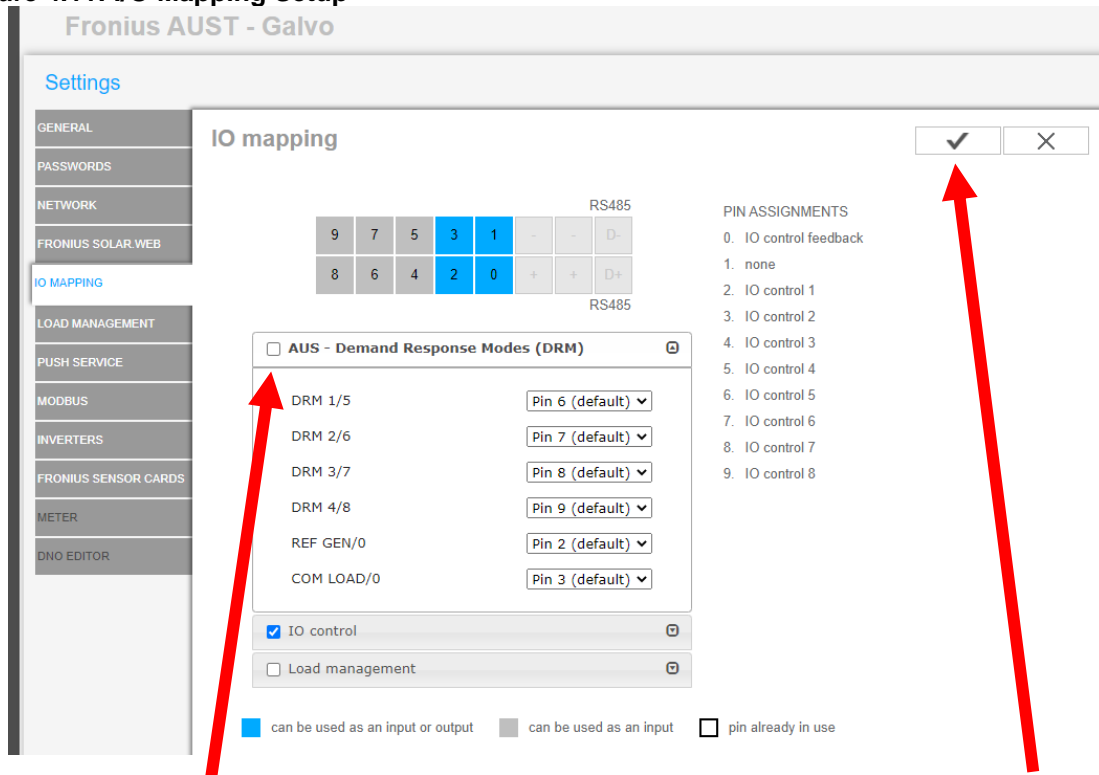 I/O Mapping Setup
Fronius AUST - Galvo
Settings
GENERAL
PASSWORDS
NETWORK
FRONIUS SOLAR.WEB
IO MAPPING
LOAD MANAGEMENT
PUSH SERVICE
MODBUS
INVERTERS
FRONIUS SENSOR CARDS
METER
DNO EDITOR
IO mapping
RS485
9 7 5 3 1 - - D-
8 6 4 2 0 + + D+
RS485
AUS - Demand Response Modes (DRM)
DRM 1/5 Pin 6 (default)
DRM 2/6 Pin 7 (default)
DRM 3/7 Pin 8 (default)
DRM 4/8 Pin 9 (default)
REF GEN/0 Pin 2 (default)
COM LOAD/0 Pin 3 (default)
IO control
Load management
PIN ASSIGNMENTS
0. IO control feedback
1. none
2. IO control 1
3. IO control 2
4. IO control 3
5. IO control 4
6. IO control 5
7. IO control 6
8. IO control 7
9. IO control 8
can be used as an input or output
can be used as an input
pin already in use